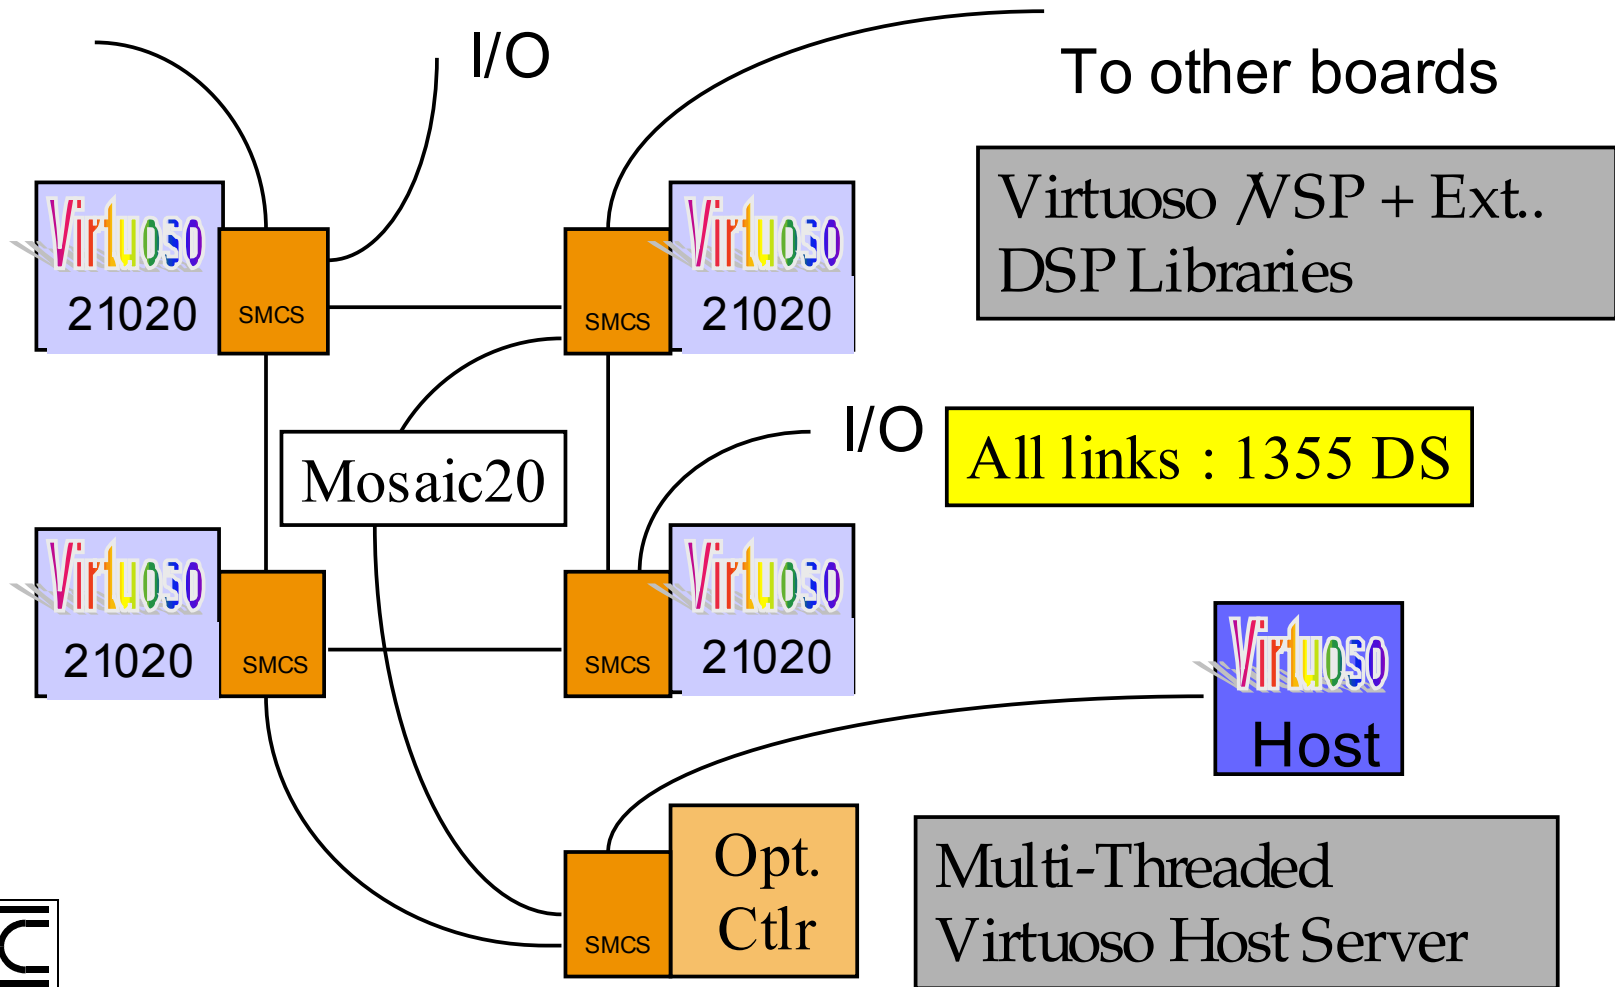 I/O
To other boards
Virtuoso
21020
SMCS
SMCS
Virtuoso
21020
Virtuoso VSP + Ext..
DSP Libraries
Mosaic20
I/O
All links : 1355 DS
Virtuoso
21020
SMCS
SMCS
Virtuoso
21020
Virtuoso
Host
SMCS
Opt.
Ctlr
Multi-Threaded
Virtuoso Host Server